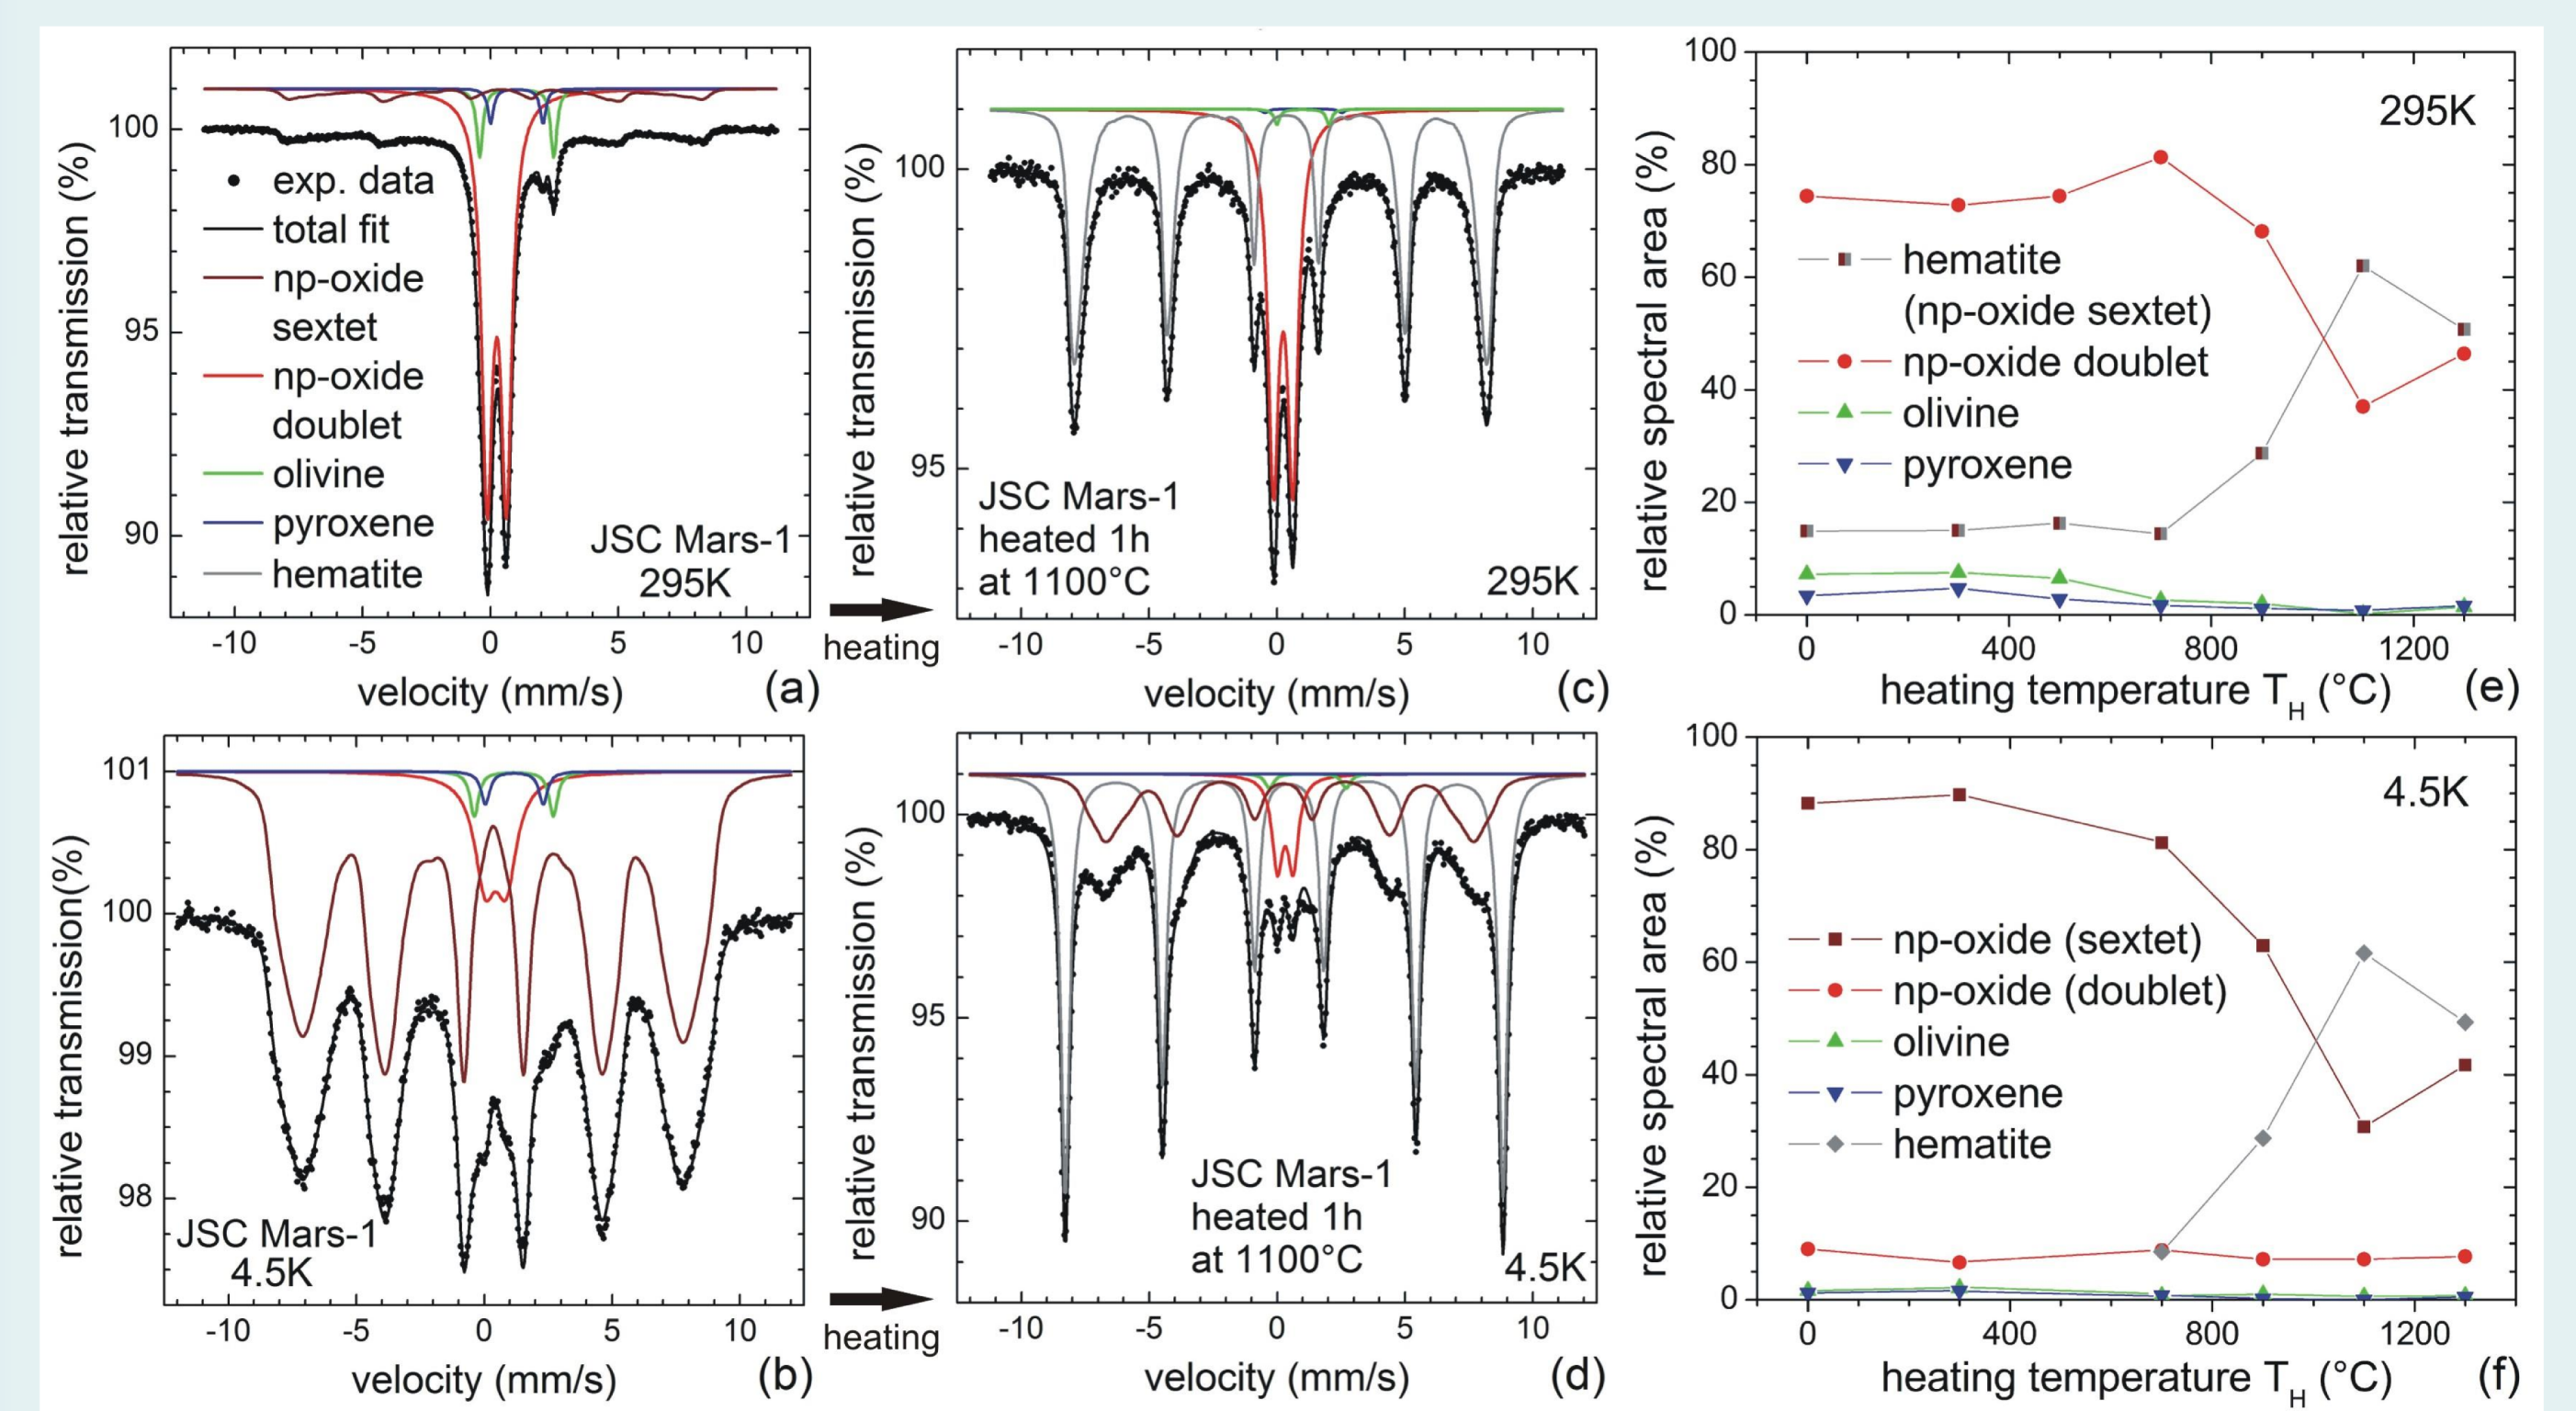 100
95
90
relative transmission (%)
exp. data
total fit
np-oxide
sextet
np-oxide
doublet
olivine
pyroxene
hematite
JSC Mars-1
295K
-10 -5 0 5 10
velocity (mm/s)
(a)
heating
100
95
relative transmission (%)
JSC Mars-1
heated 1h
at 1100°C
295K
-10 -5 0 5 10
velocity (mm/s)
(c)
100
80
60
40
20
0
relative spectral area (%)
295K
hematite
(np-oxide sextet)
np-oxide doublet
olivine
pyroxene
0 400 800 1200
heating temperature TH (°C)
(e)
101
100
99
98
relative transmission(%)
JSC Mars-1
4.5K
-10 -5 0 5 10
velocity (mm/s)
(b)
heating
100
95
90
relative transmission (%)
JSC Mars-1
heated 1h
at 1100°C
4.5K
-10 -5 0 5 10
velocity (mm/s)
(d)
100
80
60
40
20
0
relative spectral area (%)
4.5K
np-oxide (sextet)
np-oxide (doublet)
olivine
pyroxene
hematite
0 400 800 1200
heating temperature TH (°C)
(f)